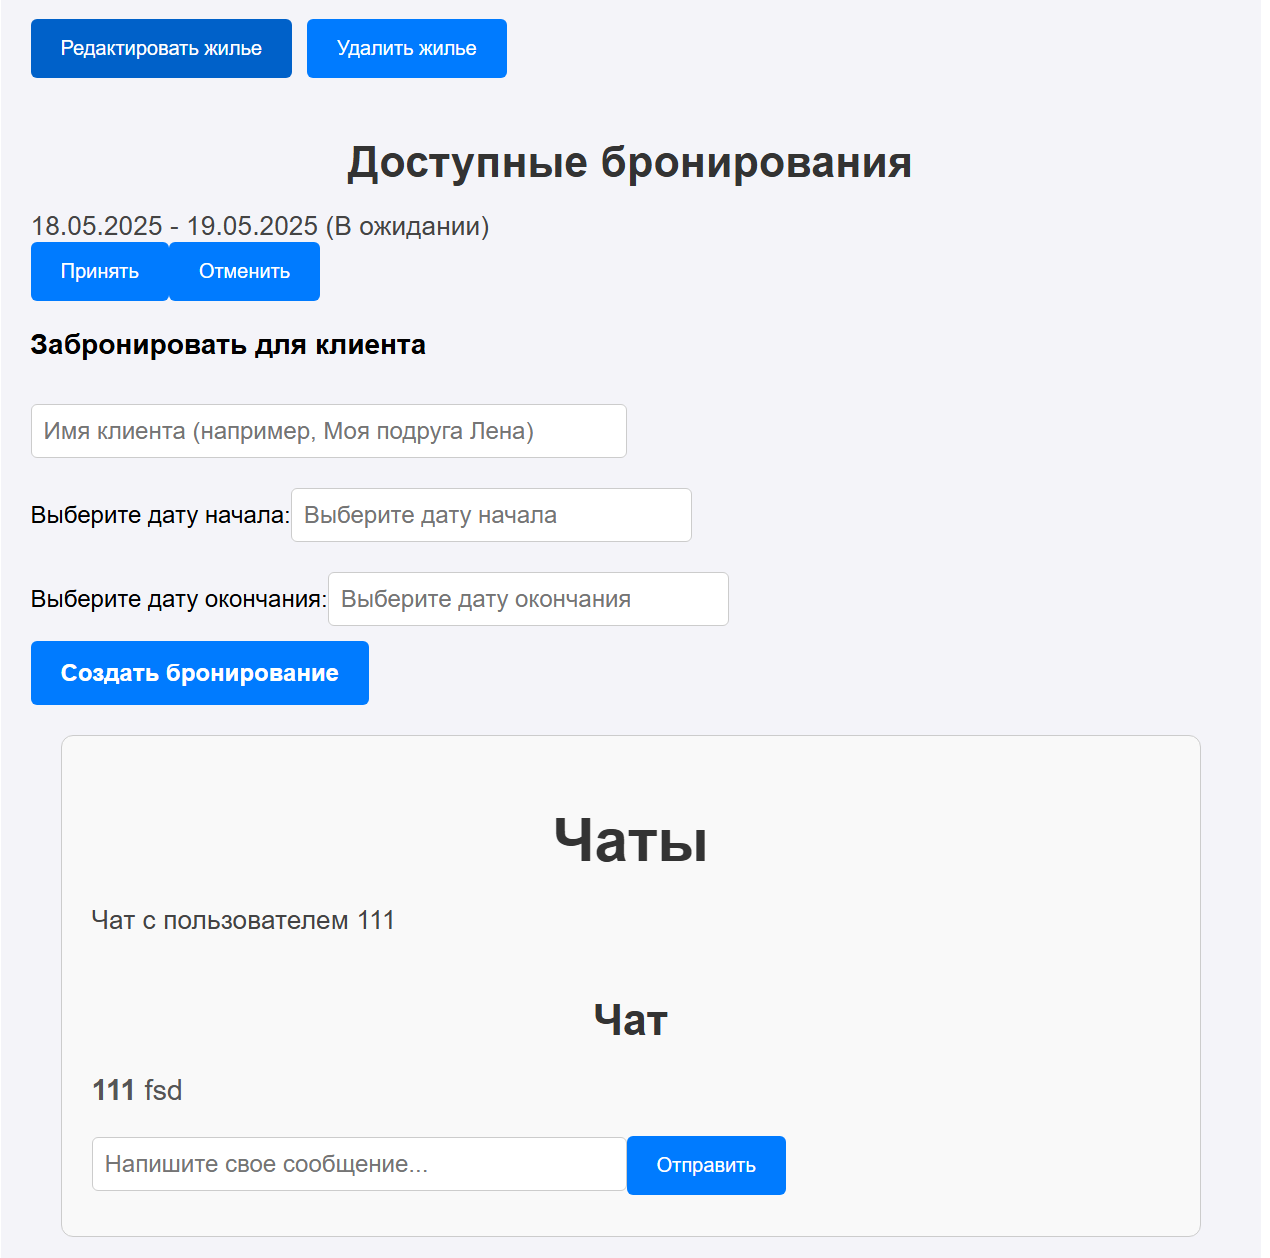 Редактировать жилье Удалить жилье
Доступные бронирования
18.05.2025 - 19.05.2025 (В ожидании)
Принять Отменить
Забронировать для клиента
Имя клиента (например, Моя подруга Лена)
Выберите дату начала: Выберите дату начала
Выберите дату окончания: Выберите дату окончания
Создать бронирование
Чаты
Чат с пользователем 111
Чат
111 fsd
Напишите свое сообщение... Отправить